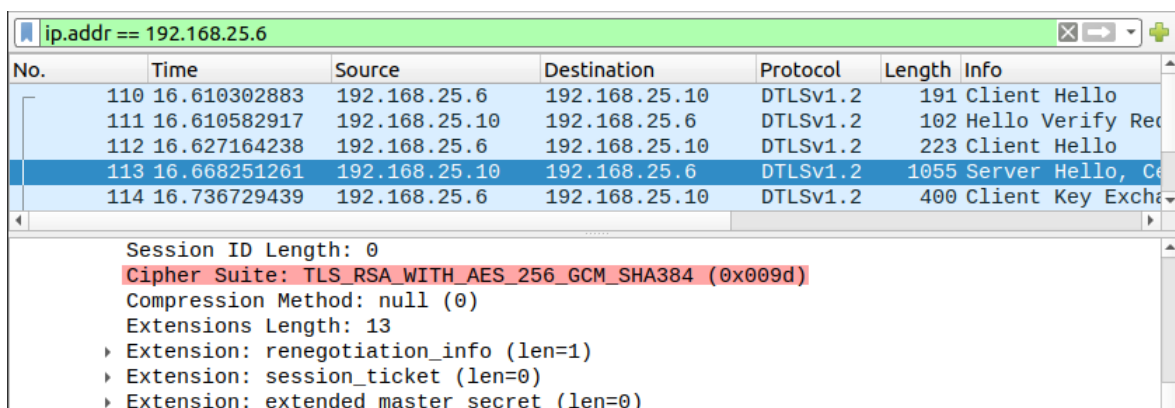 ip.addr == 192.168.25.6
No. Time Source Destination Protocol Length Info
110 16.610302883 192.168.25.6 192.168.25.10 DTLSv1.2 191 Client Hello
111 16.610582917 192.168.25.10 192.168.25.6 DTLSv1.2 102 Hello Verify Req
112 16.627164238 192.168.25.6 192.168.25.10 DTLSv1.2 223 Client Hello
113 16.668251261 192.168.25.10 192.168.25.6 DTLSv1.2 1055 Server Hello, Ce
114 16.736729439 192.168.25.6 192.168.25.10 DTLSv1.2 400 Client Key Excha
Session ID Length: 0
Cipher Suite: TLS_RSA_WITH_AES_256_GCM_SHA384 (0x009d)
Compression Method: null (0)
Extensions Length: 13
Extension: renegotiation_info (len=1)
Extension: session_ticket (len=0)
Extension: extended_master_secret (len=0)